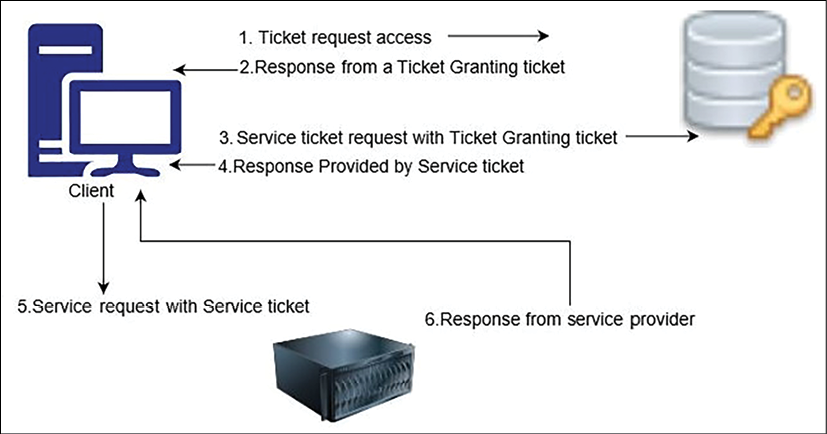 1. Ticket request access
2.Response from a Ticket Granting ticket
3. Service ticket request with Ticket Granting ticket
4.Response Provided by Service ticket
Client
5.Service request with Service ticket
6.Response from service provider